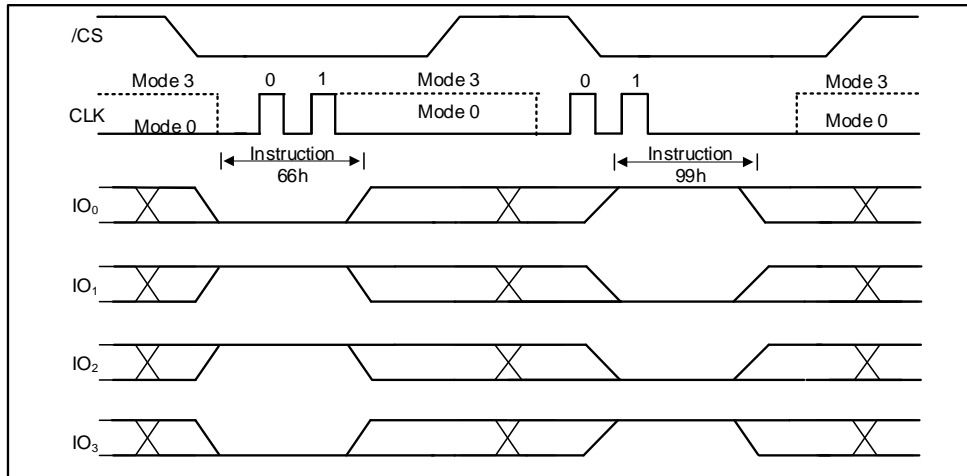 /CS
Mode 3 0 1 Mode 3 0 1 Mode 3
CLK
Mode 0 Mode 0 Mode 0
Instruction Instruction
66h 99h
IO₀
IO₁
IO₂
IO₃